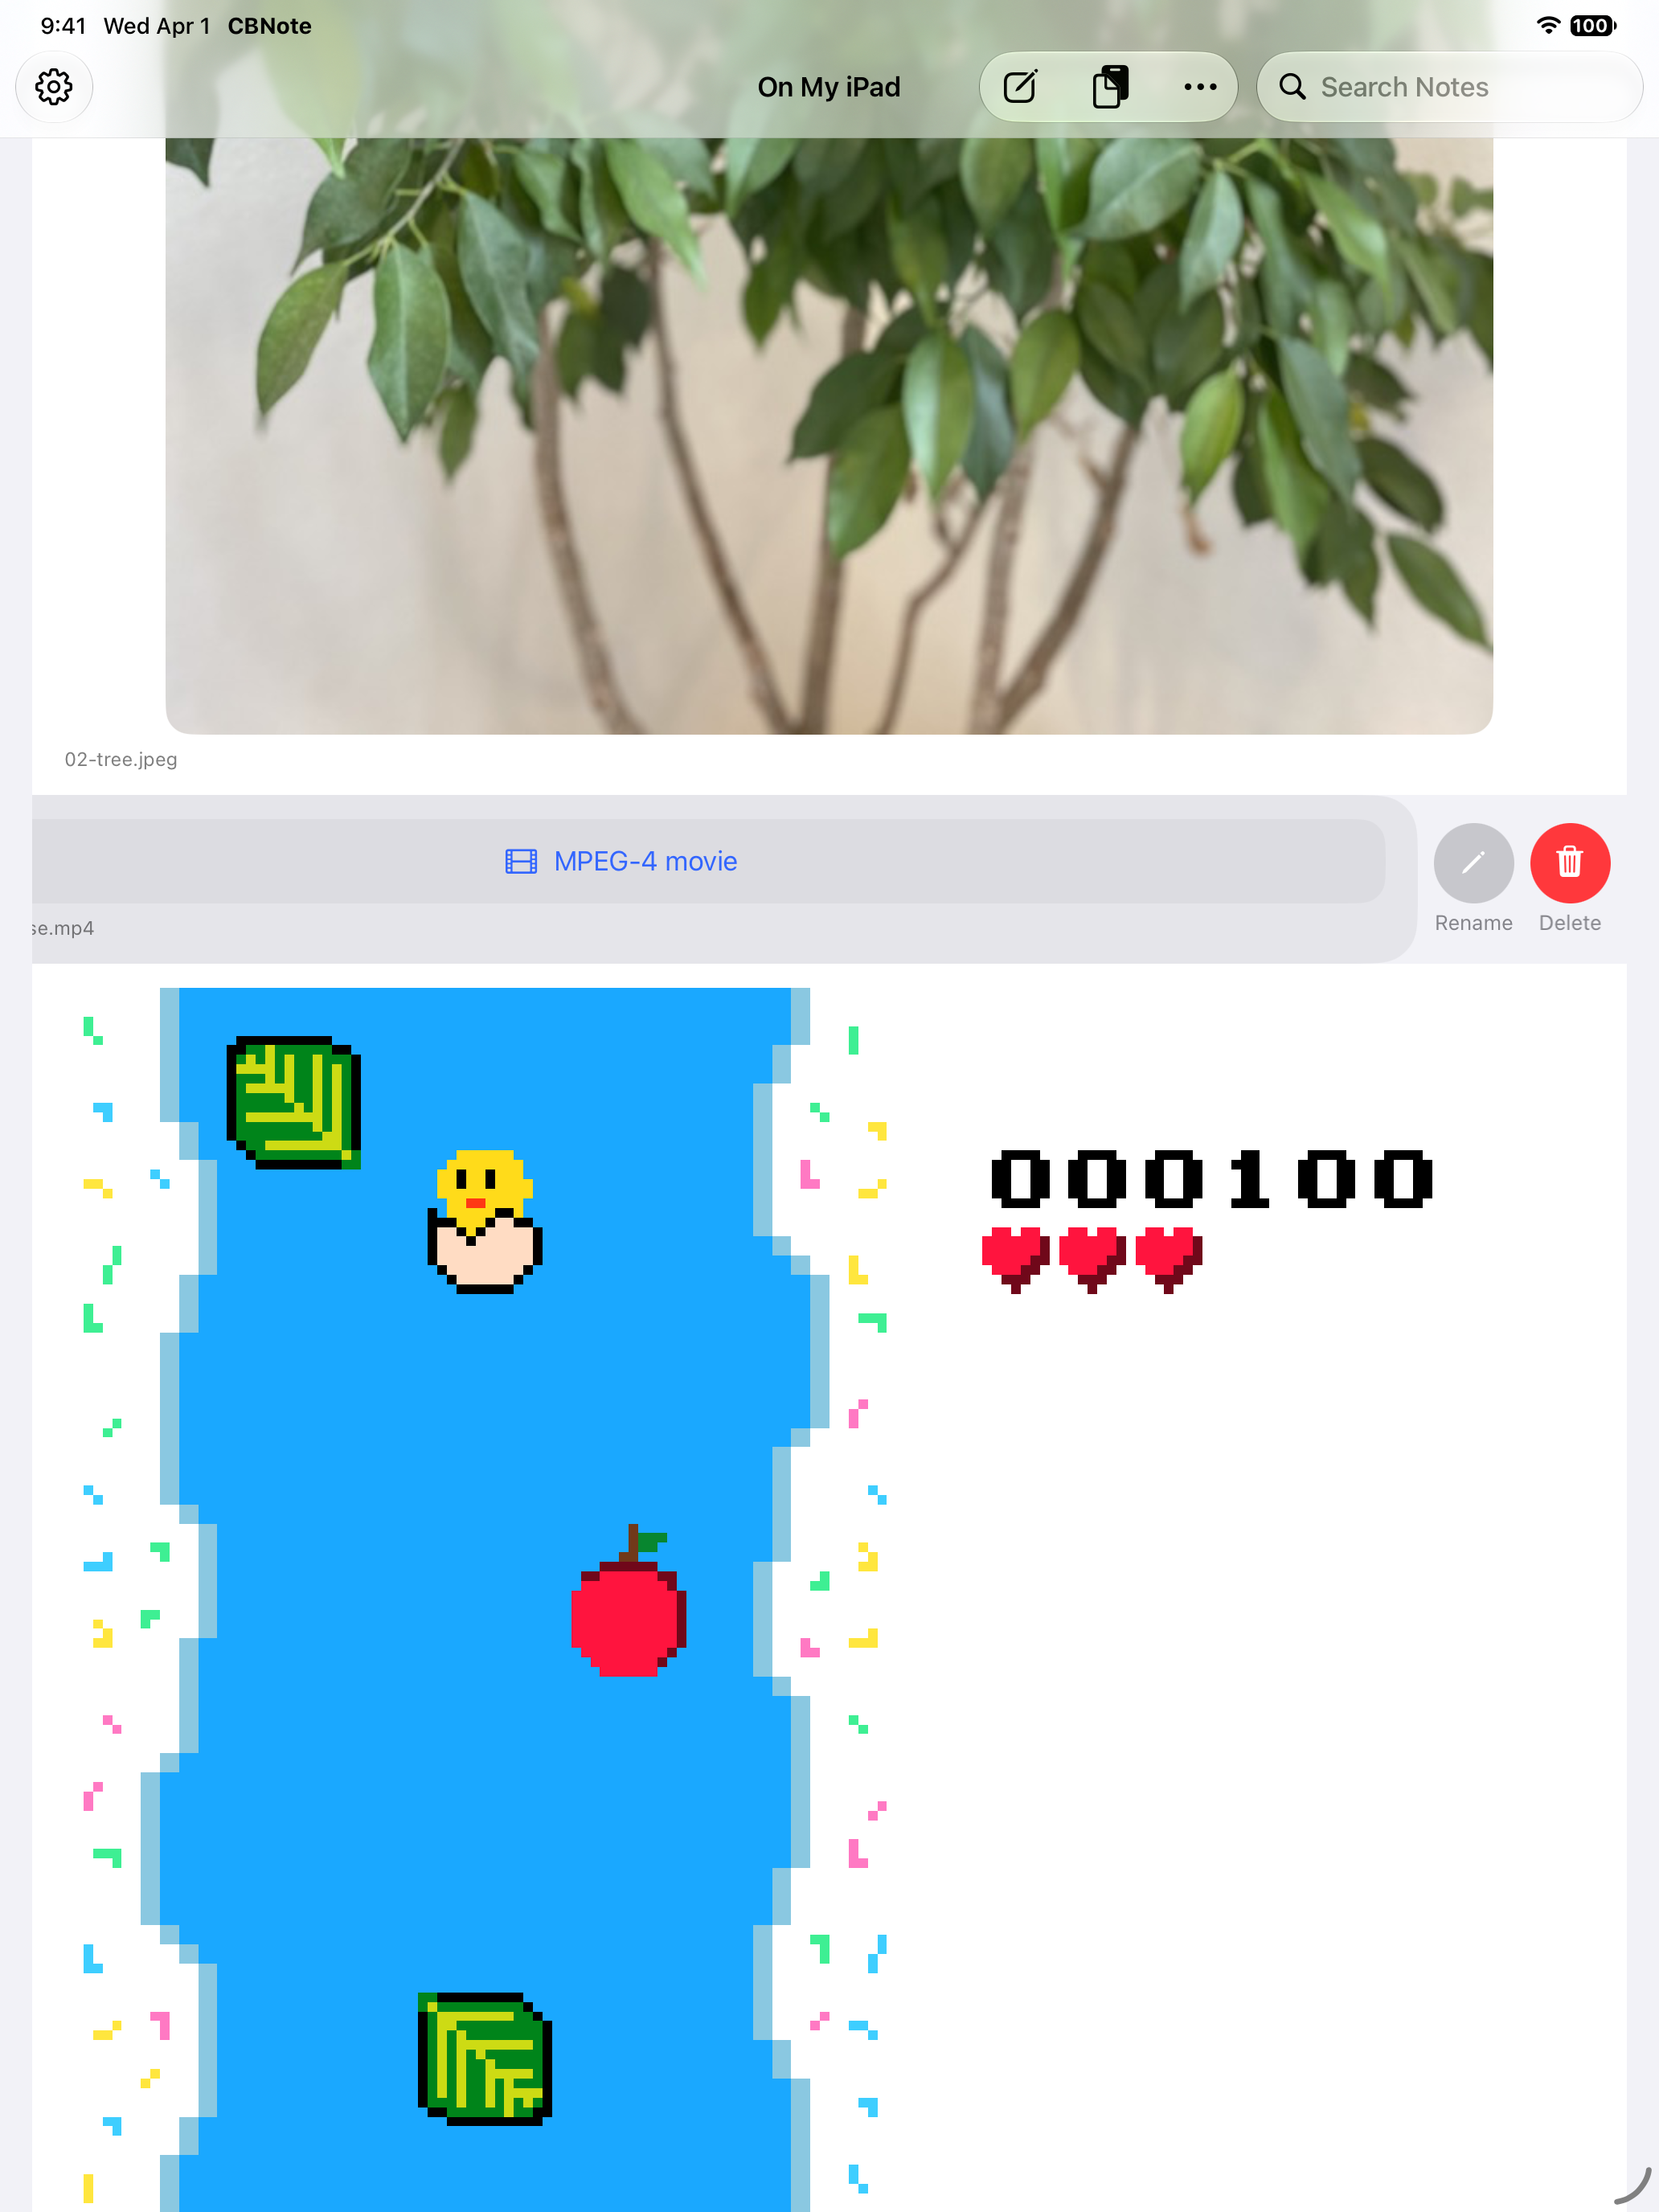 9:41 Wed Apr 1 CBNote
100
On My iPad
Search Notes
02-tree.jpeg
MPEG-4 movie
se.mp4
Rename
Delete
000100